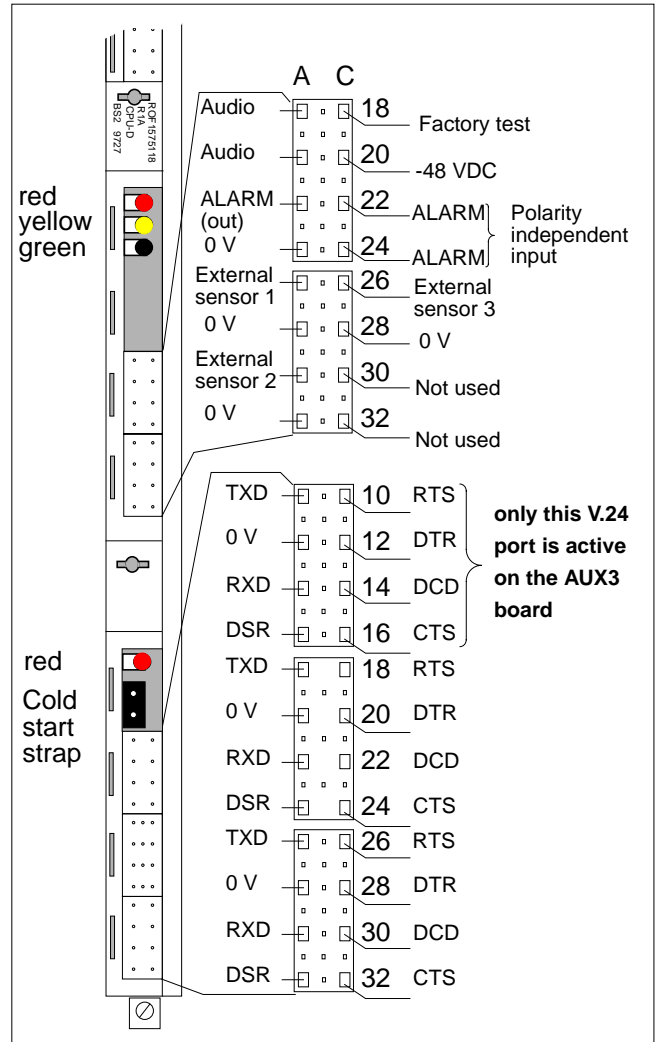 ROF1575118
R1A
CPU-D
BS2 9727
A C
Audio 18 Factory test
Audio 20 -48 VDC
red
yellow
green
ALARM
(out) 22 ALARM
0 V 24 ALARM
Polarity
independent
input
External
sensor 1 26 External
sensor 3
0 V 28 0 V
External
sensor 2 30 Not used
0 V 32 Not used
TXD 10 RTS
0 V 12 DTR
RXD 14 DCD
DSR 16 CTS
only this V.24
port is active
on the AUX3
board
red
Cold
start
strap
TXD 18 RTS
0 V 20 DTR
RXD 22 DCD
DSR 24 CTS
TXD 26 RTS
0 V 28 DTR
RXD 30 DCD
DSR 32 CTS